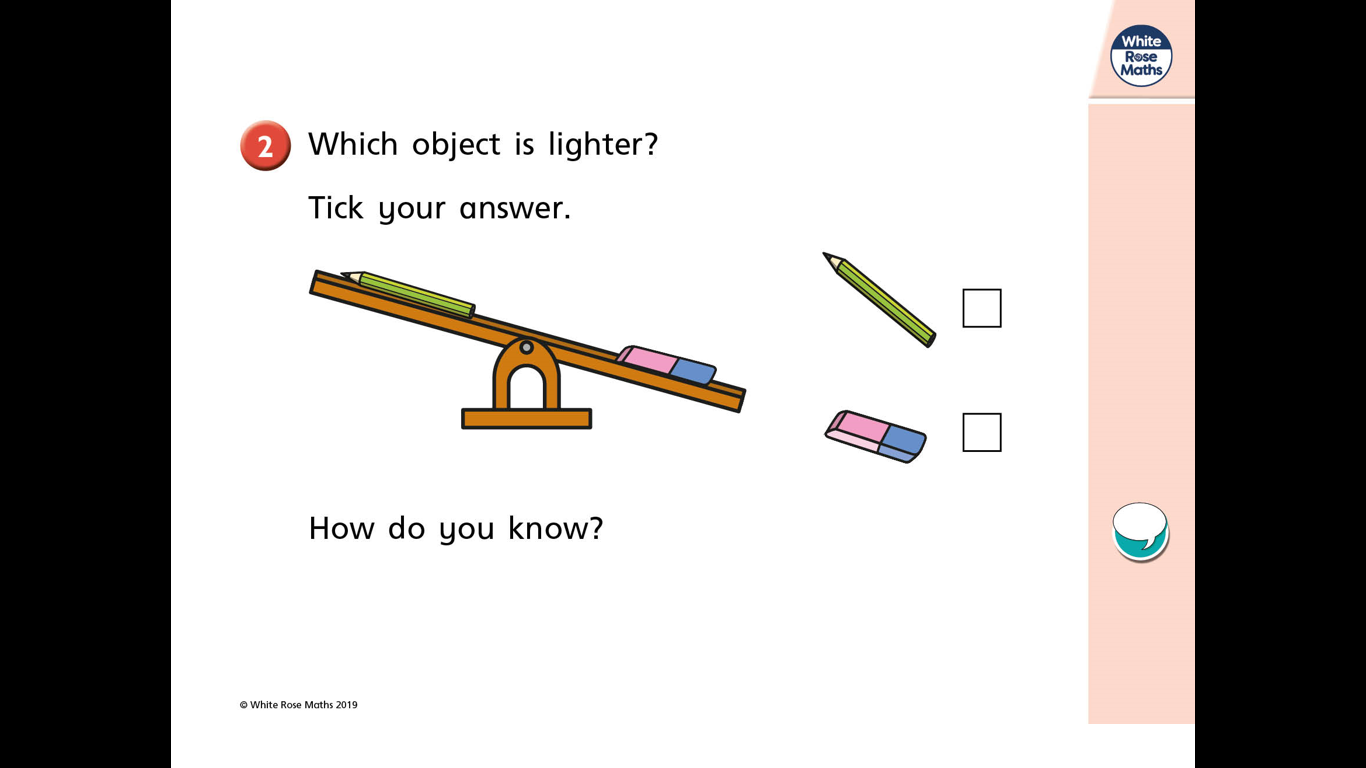 White
Rose
Maths
2 Which object is lighter?
Tick your answer.
How do you know?
© White Rose Maths 2019